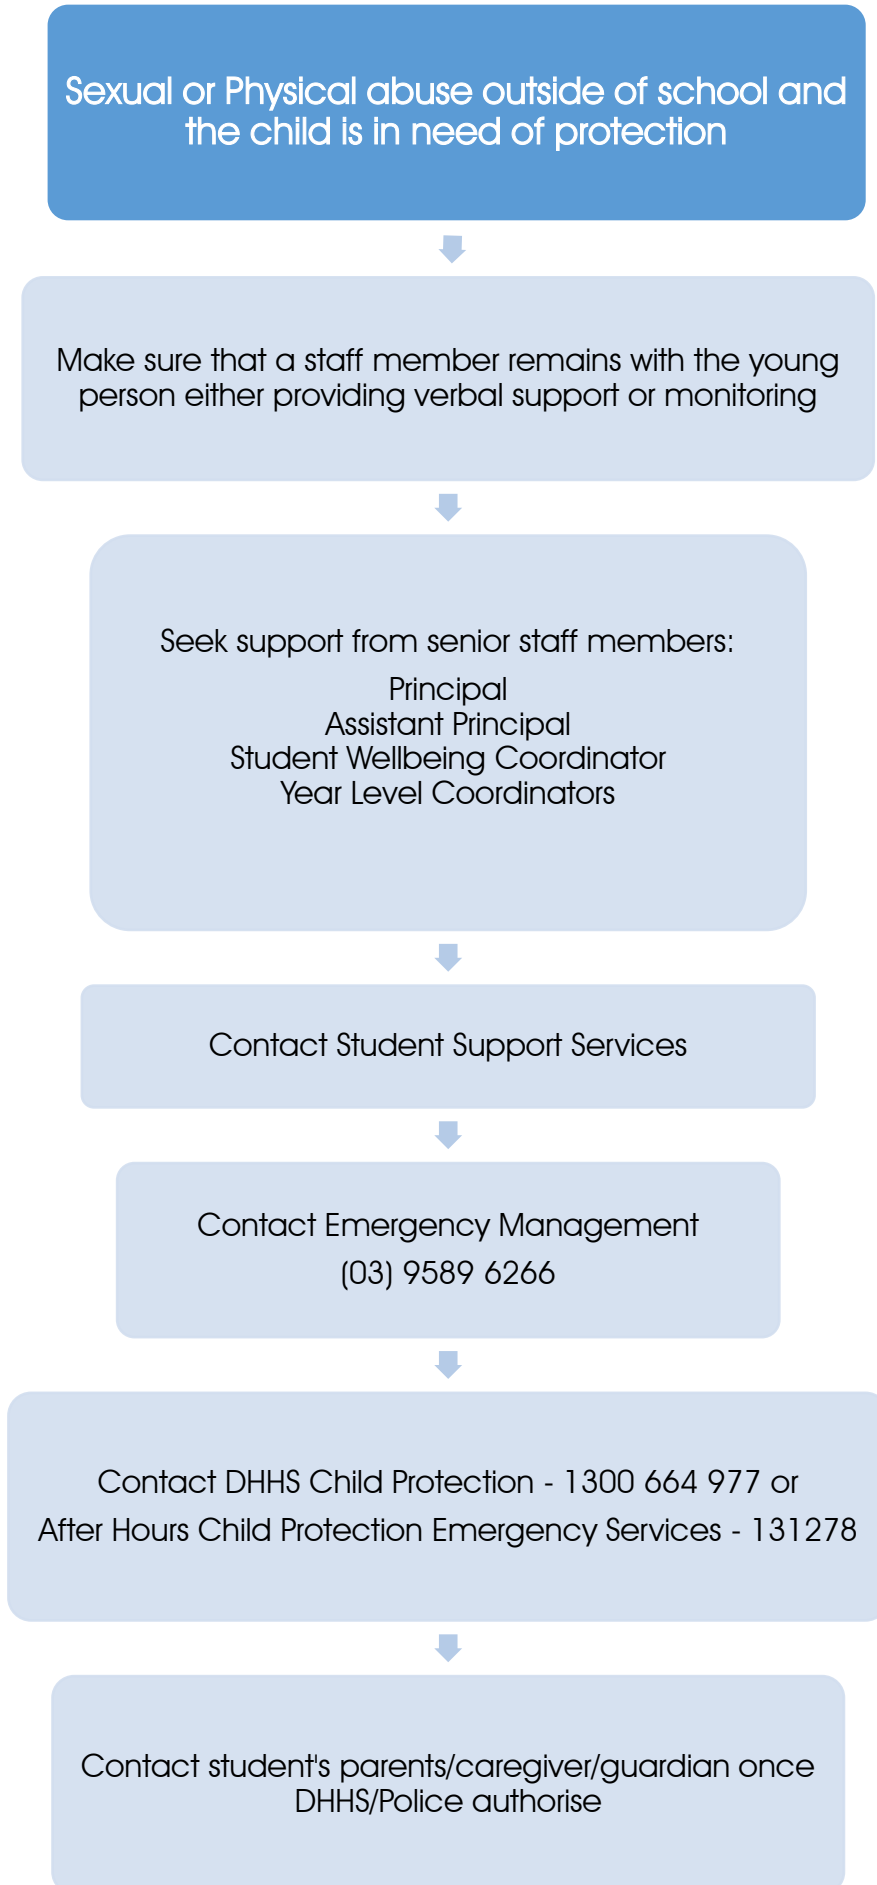 Sexual or Physical abuse outside of school and
the child is in need of protection
Make sure that a staff member remains with the young
person either providing verbal support or monitoring
Seek support from senior staff members:
Principal
Assistant Principal
Student Wellbeing Coordinator
Year Level Coordinators
Contact Student Support Services
Contact Emergency Management
(03) 9589 6266
Contact DHHS Child Protection - 1300 664 977 or
After Hours Child Protection Emergency Services - 131278
Contact student's parents/caregiver/guardian once
DHHS/Police authorise